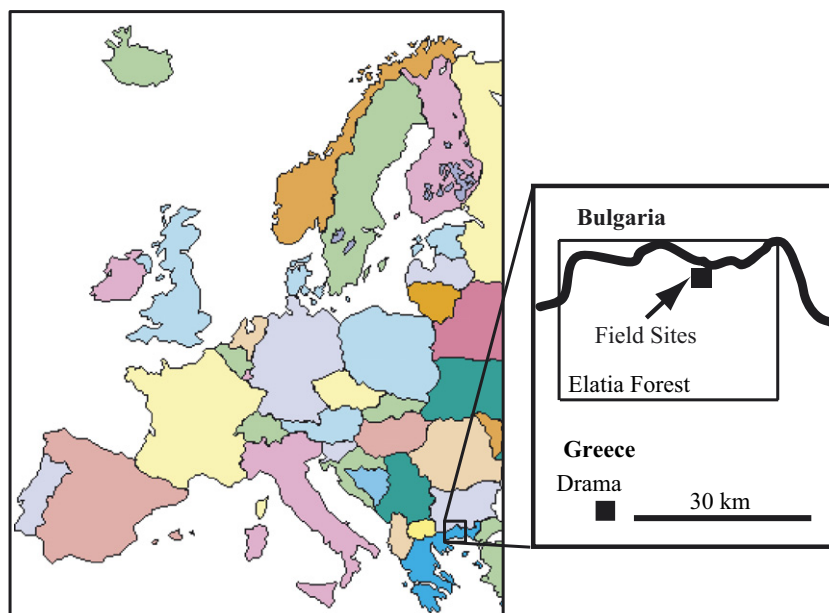 Bulgaria
Field Sites
Elatia Forest
Greece
Drama
30 km